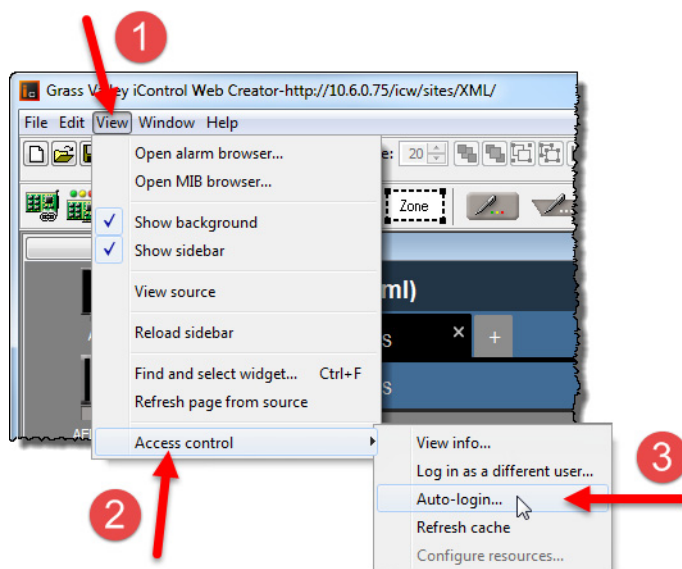 1
Grass Valley iControl Web Creator-http://10.6.0.75/icw/sites/XML/
File Edit View Window Help
Open alarm browser...
Open MIB browser...
20
Zone
Show background
Show sidebar
View source
ml)
Reload sidebar
s
×
+
Find and select widget... Ctrl+F
s
Refresh page from source
Access control
View info...
Log in as a different user...
3
Auto-login...
2
Refresh cache
Configure resources...